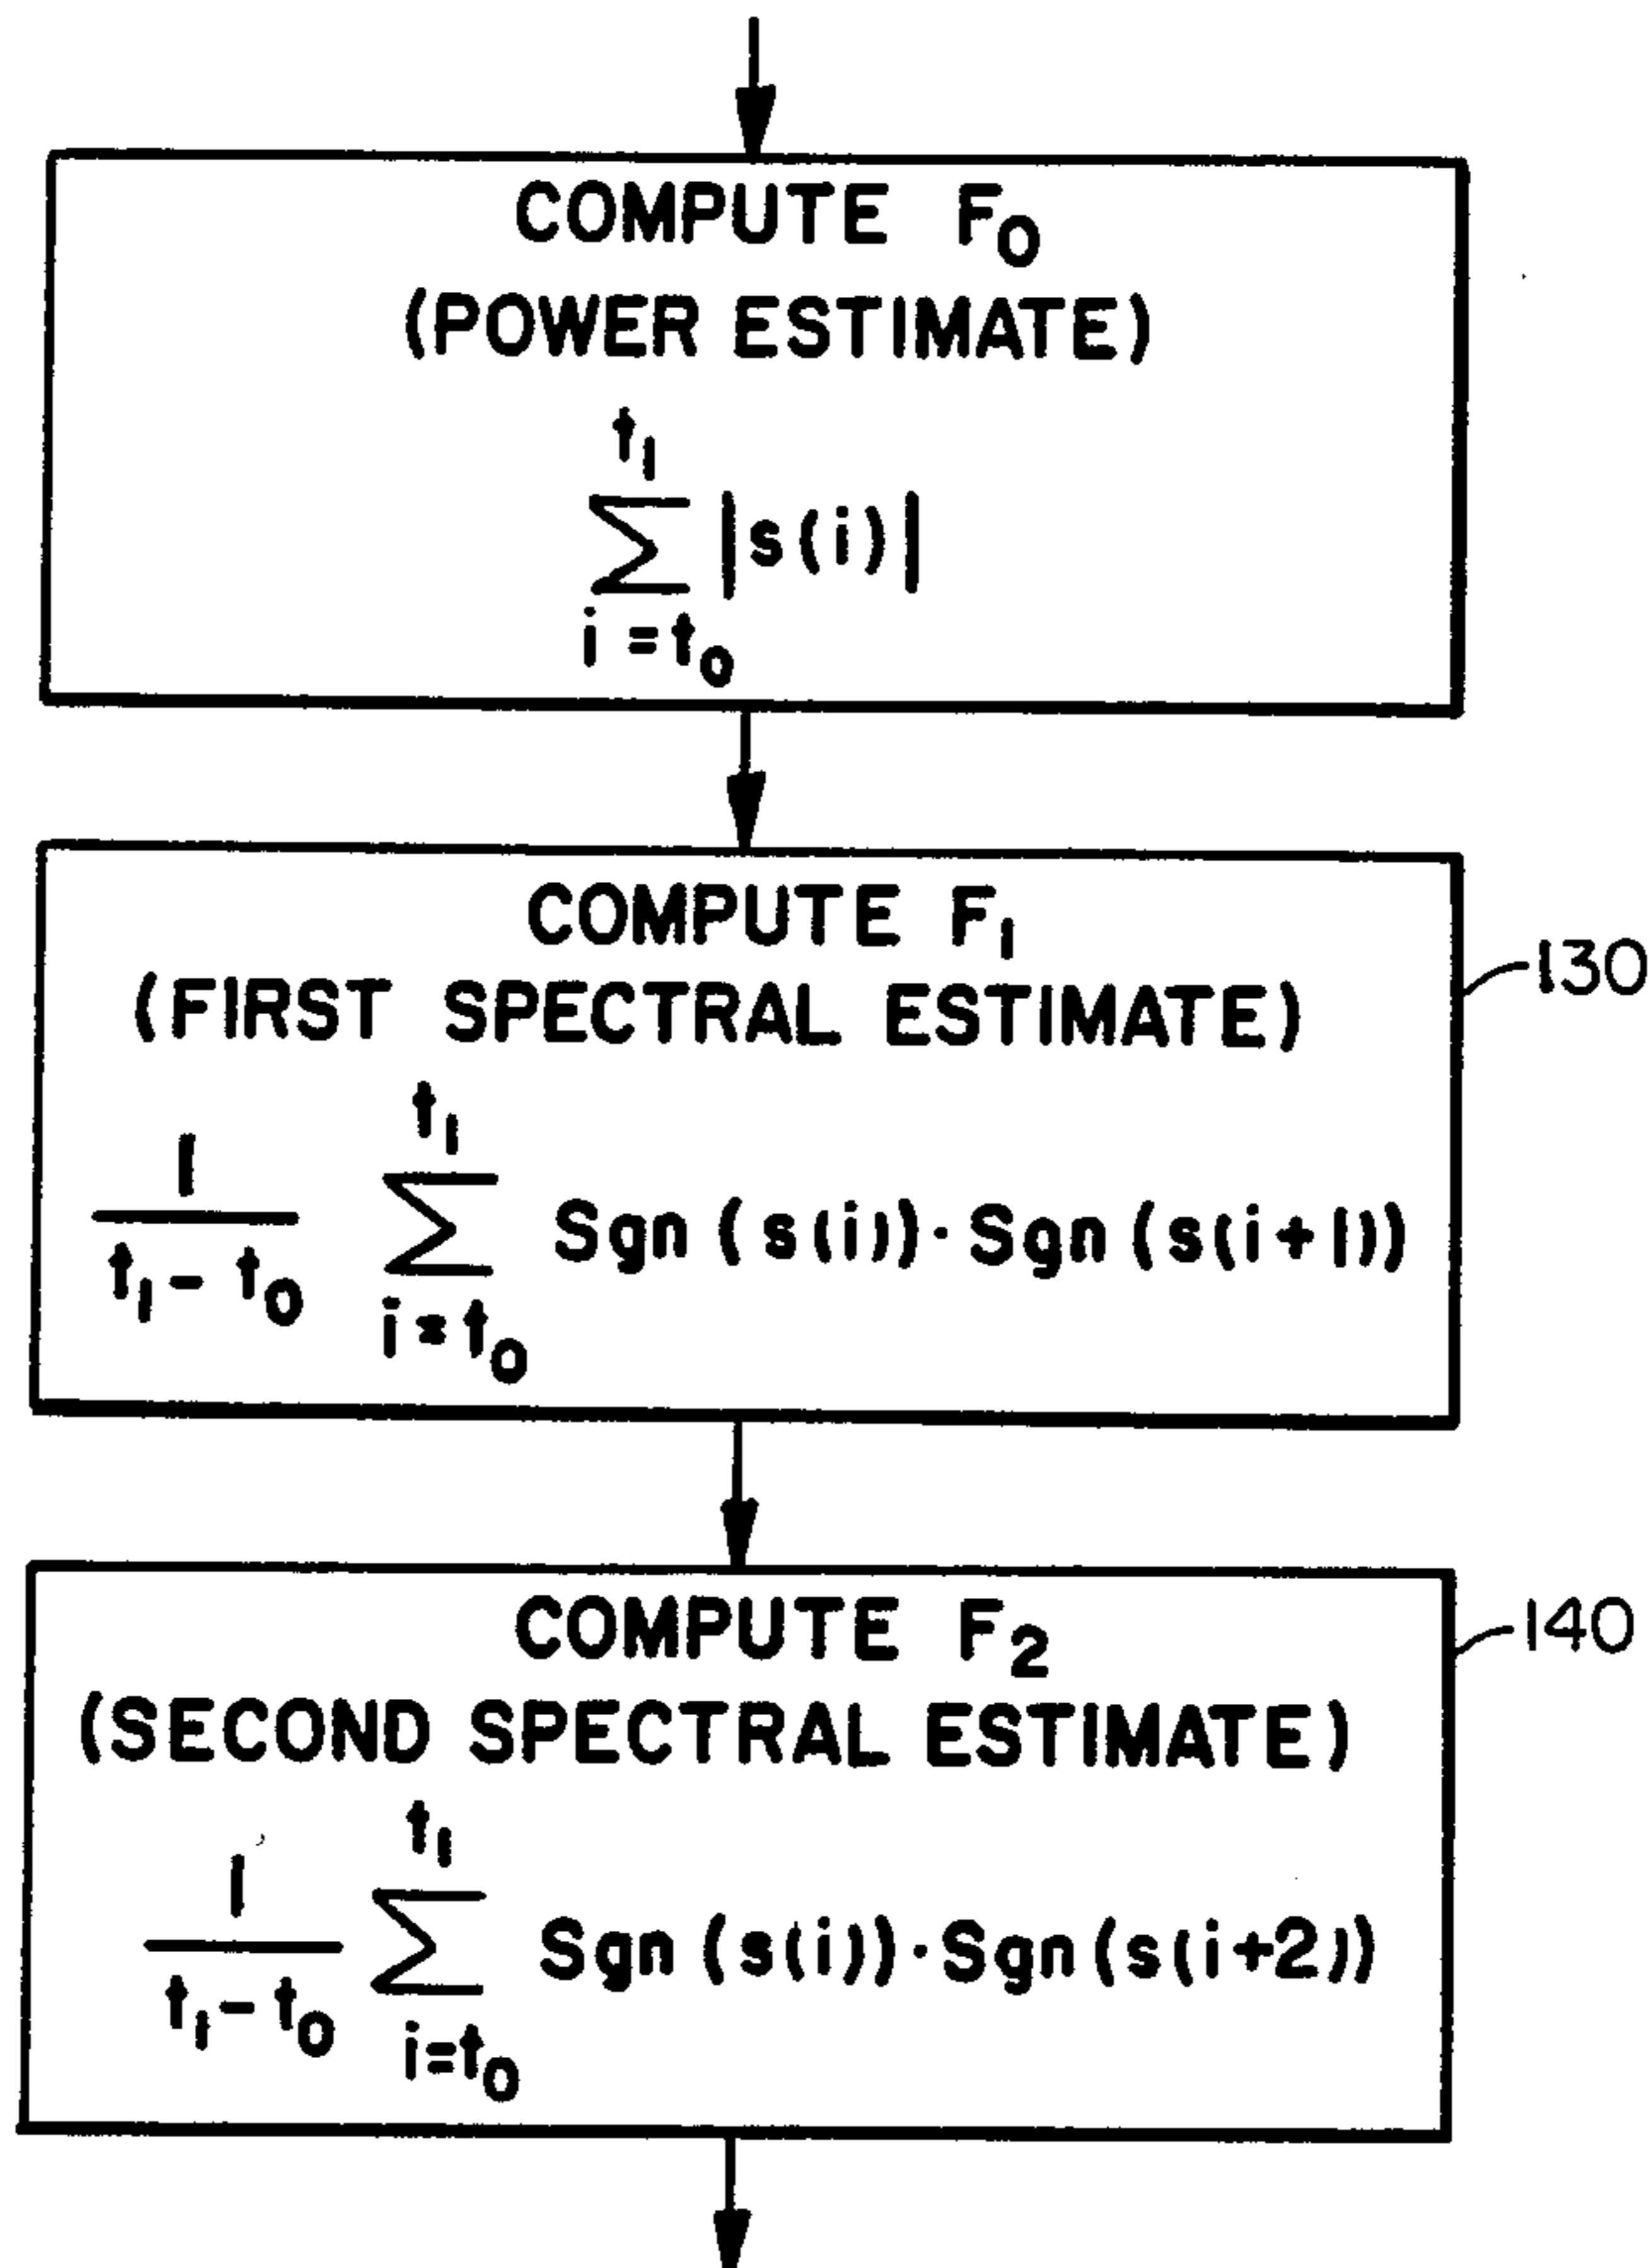 COMPUTE F₀
(POWER ESTIMATE)
t₁
∑ |s(i)|
i=t₀
COMPUTE F₁
130
(FIRST SPECTRAL ESTIMATE)
t₁
1
∑ Sgn (s(i))·Sgn (s(i+1))
t₁-t₀
i=t₀
COMPUTE F₂
140
(SECOND SPECTRAL ESTIMATE)
t₁
1
∑ Sgn (s(i))·Sgn (s(i+2))
t₁-t₀
i=t₀